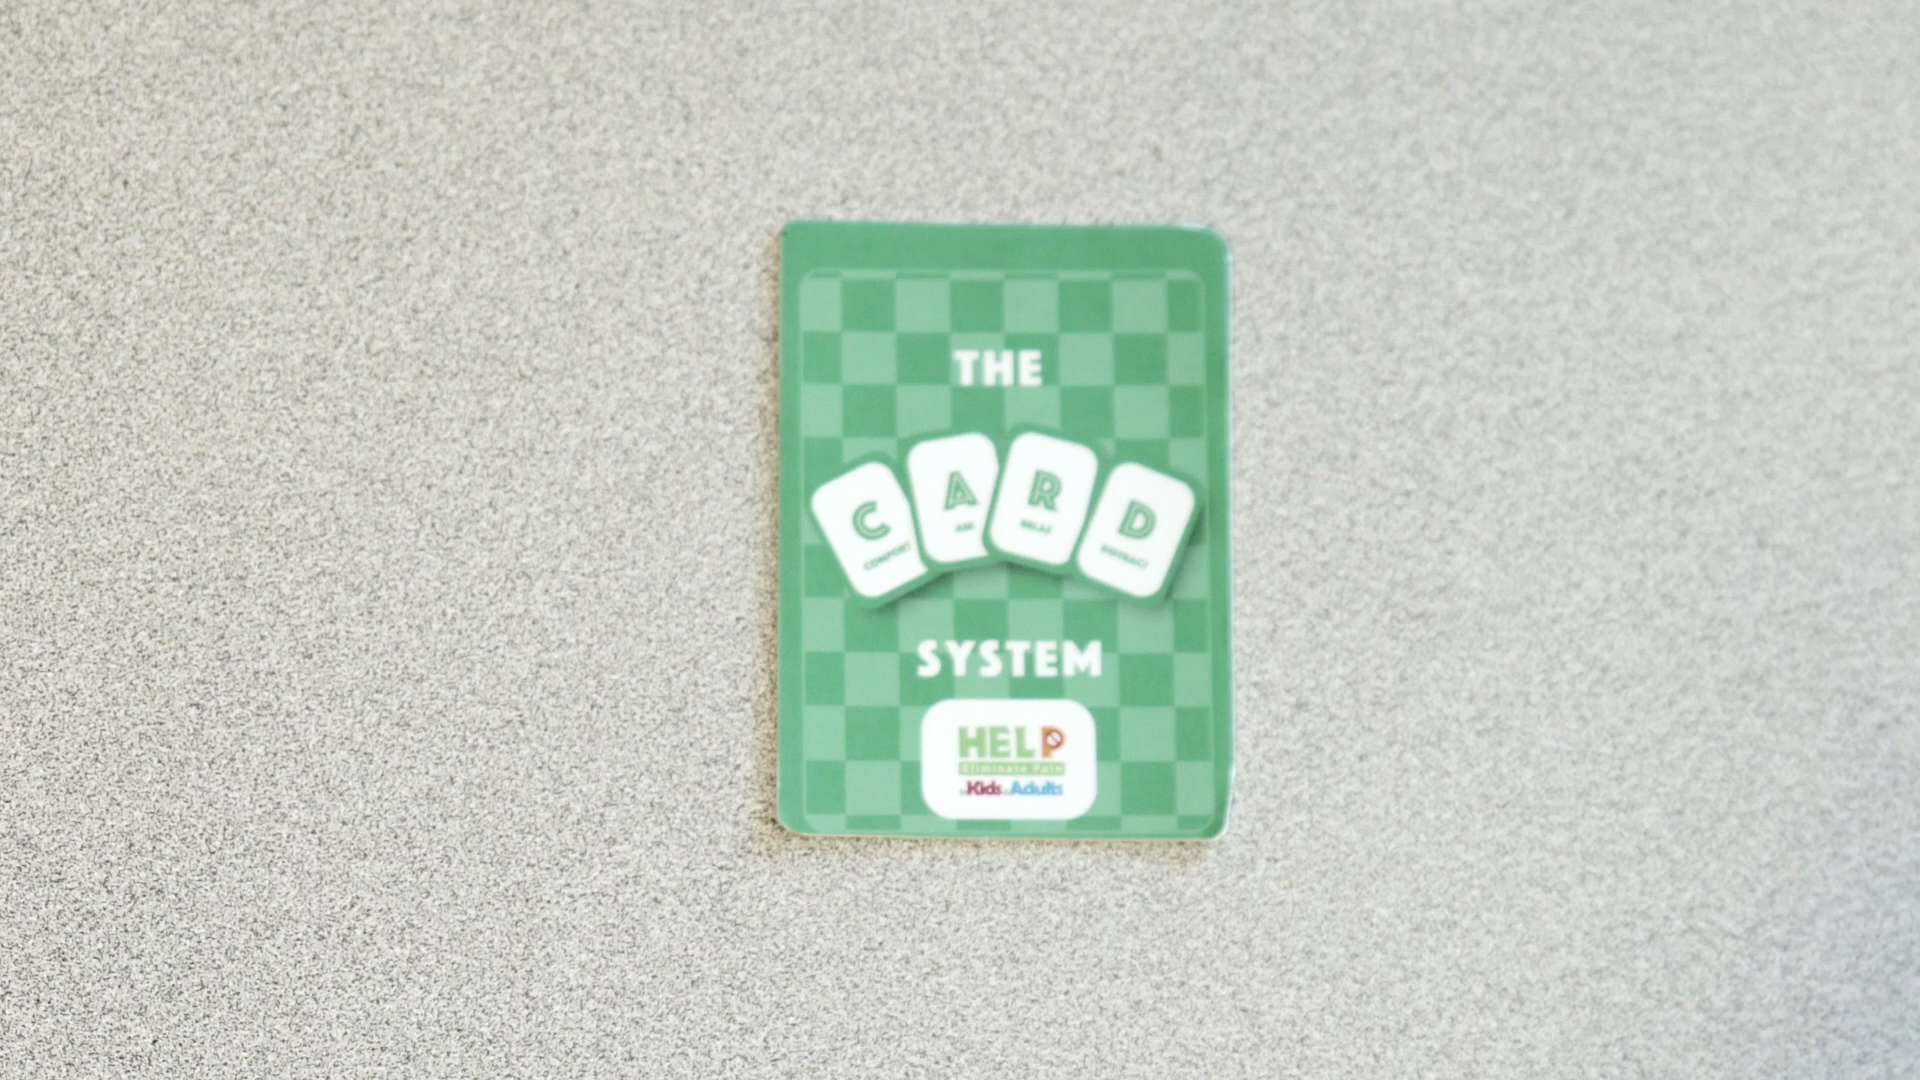 THE
C A R D
COMFORT ASK RELAX DISTRACT
SYSTEM
HELP
Eliminate Pain
Kids Adults